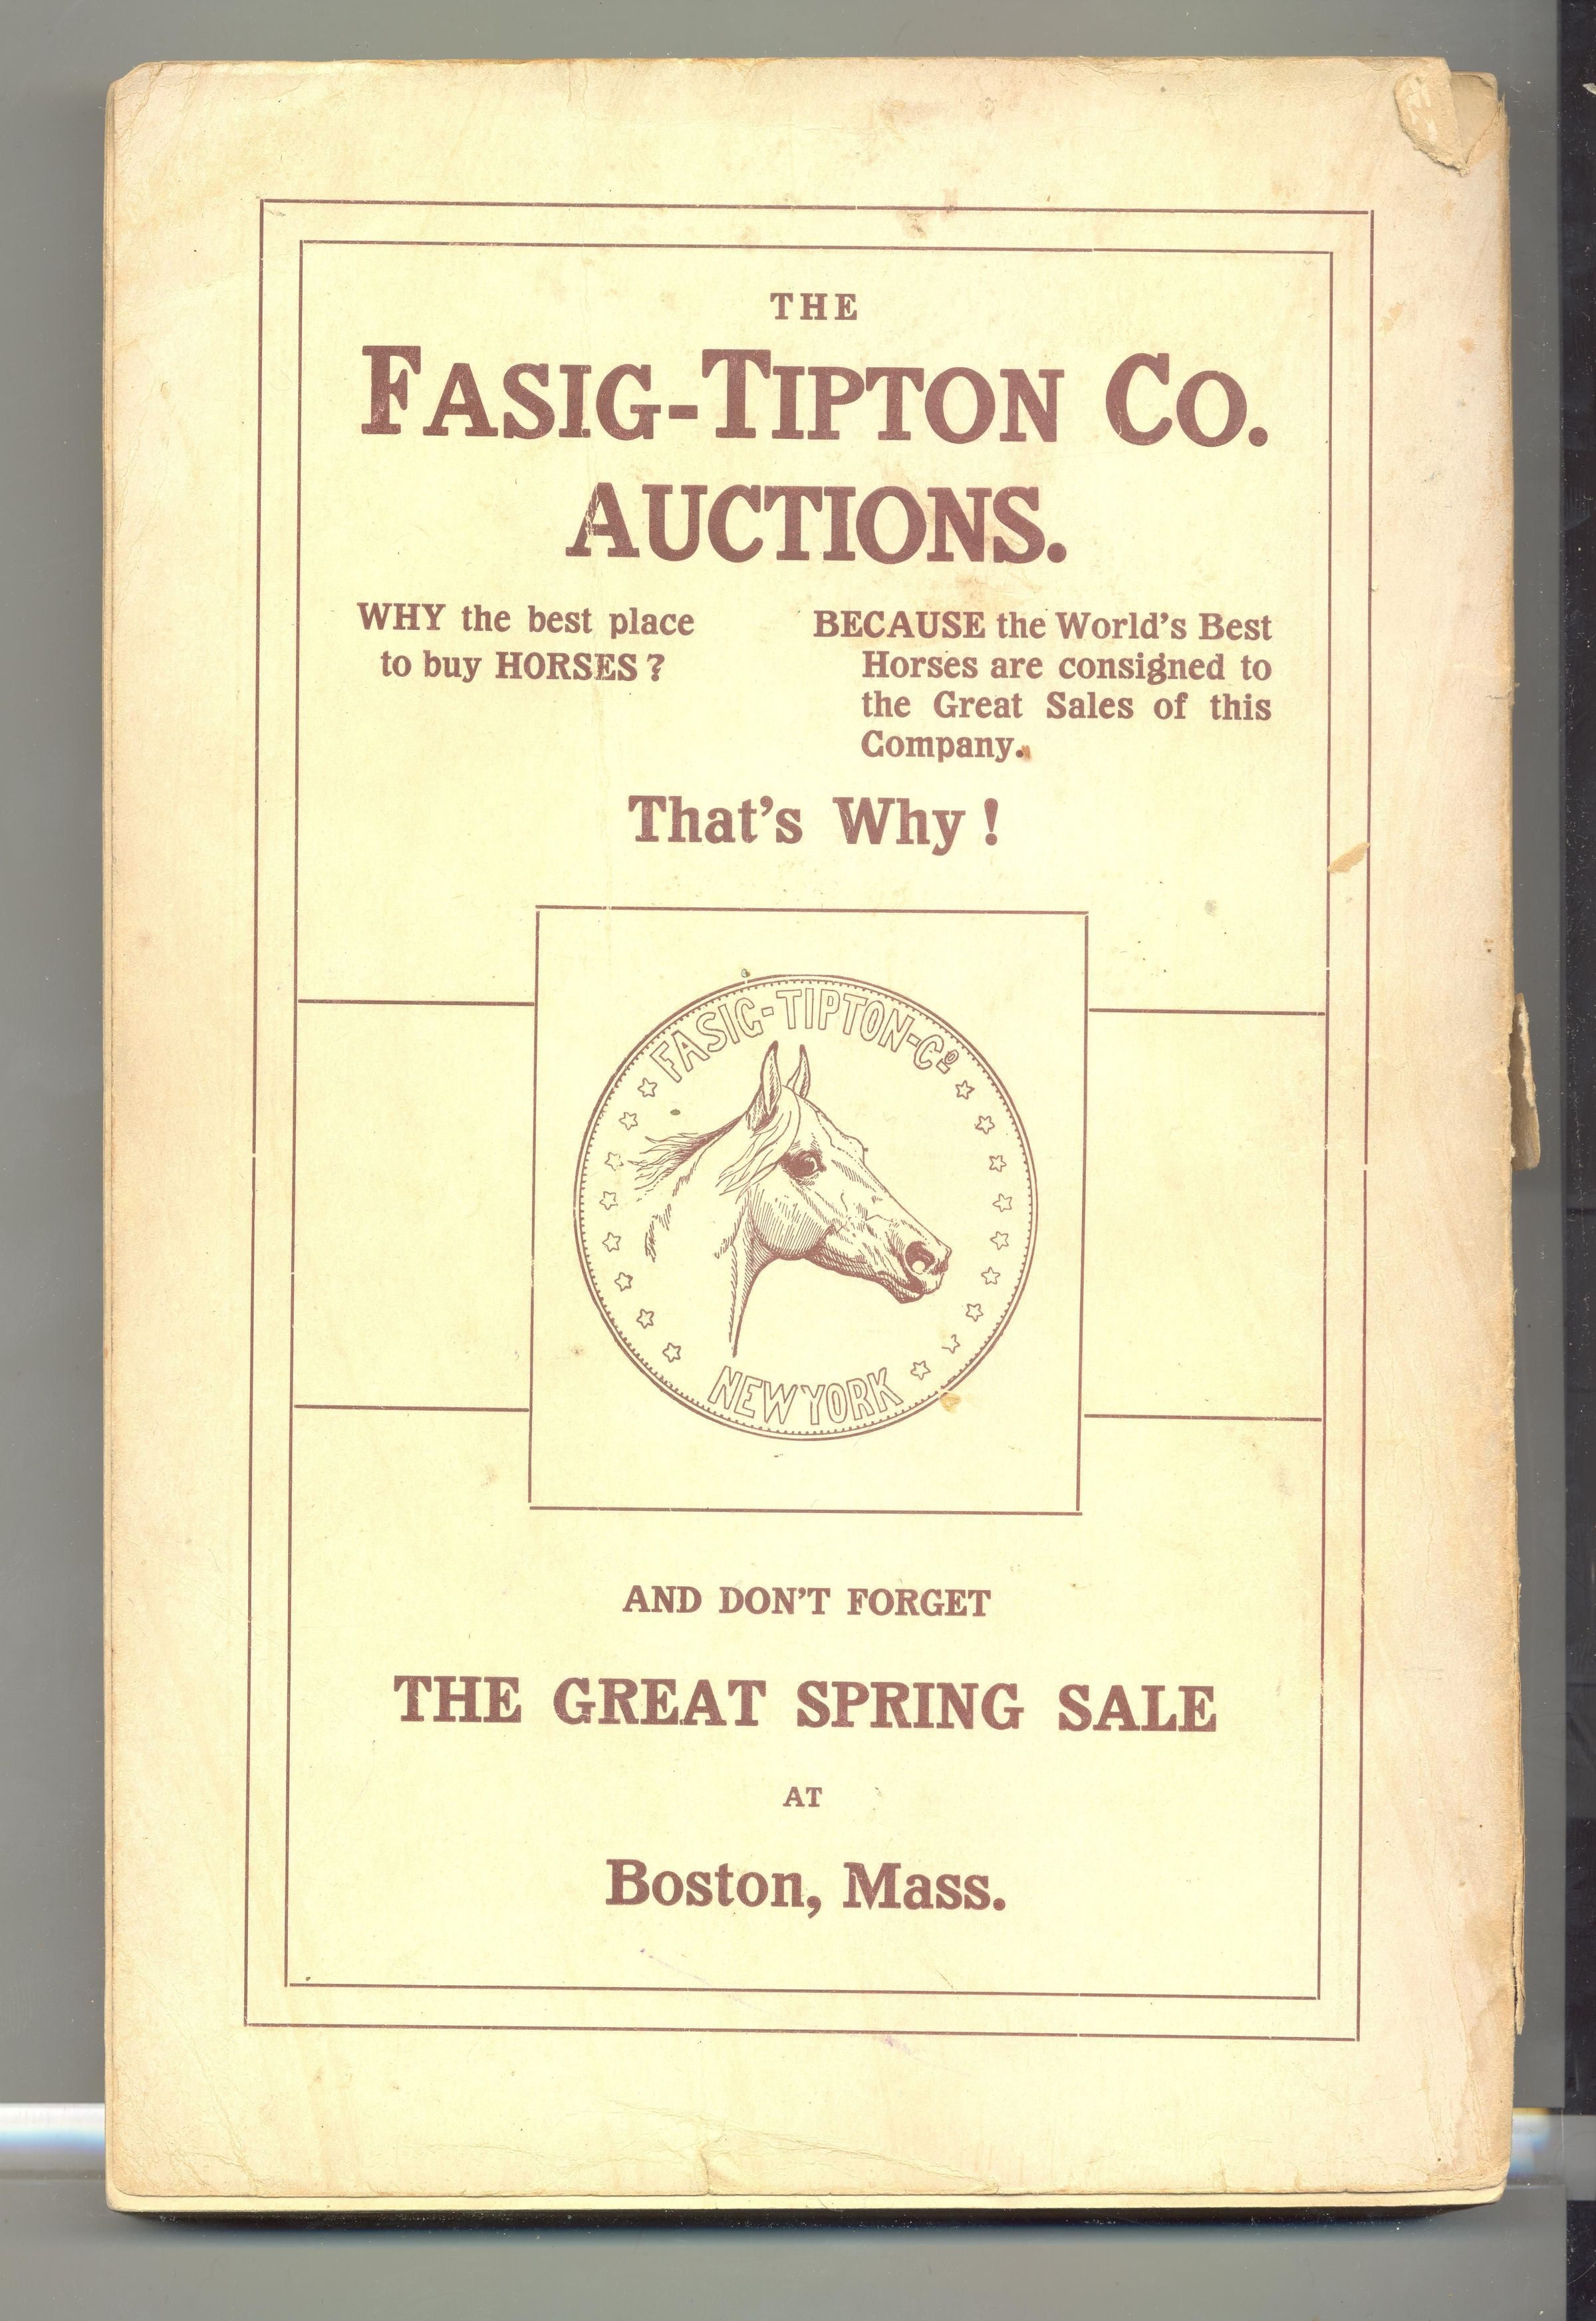 THE
FASIG-TIPTON CO.
AUCTIONS.
WHY the best place
to buy HORSES?
BECAUSE the World's Best
Horses are consigned to
the Great Sales of this
Company.
That's Why!
FASIG-TIPTON-Co
NEW YORK
AND DON'T FORGET
THE GREAT SPRING SALE
AT
Boston, Mass.